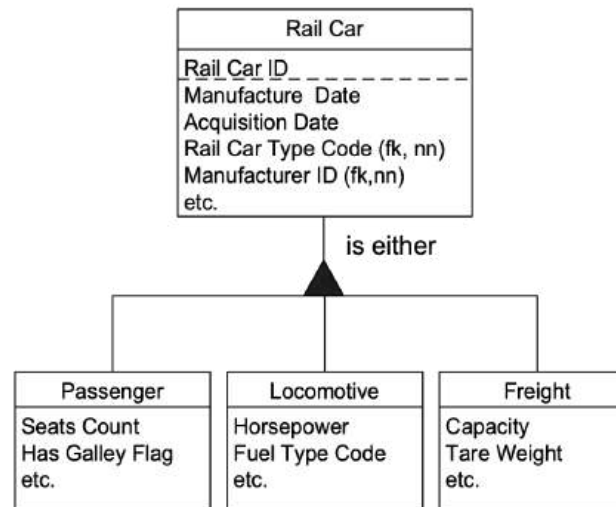 Rail Car
Rail Car ID
Manufacture Date
Acquisition Date
Rail Car Type Code (fk, nn)
Manufacturer ID (fk,nn)
etc.
is either
Passenger
Seats Count
Has Galley Flag
etc.
Locomotive
Horsepower
Fuel Type Code
etc.
Freight
Capacity
Tare Weight
etc.